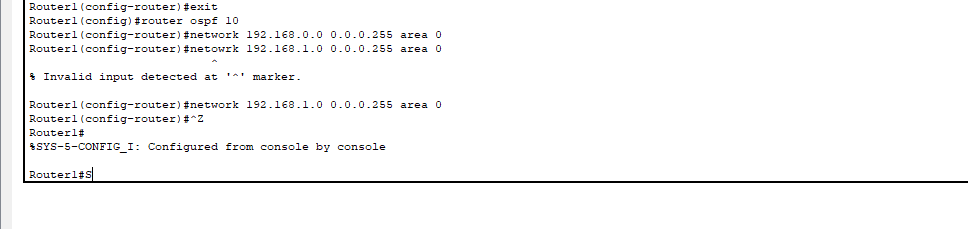 Router1(config-router)#exit
Router1(config)#router ospf 10
Router1(config-router)#network 192.168.0.0 0.0.0.255 area 0
Router1(config-router)#netowrk 192.168.1.0 0.0.0.255 area 0
^
% Invalid input detected at '^' marker.
Router1(config-router)#network 192.168.1.0 0.0.0.255 area 0
Router1(config-router)#^Z
Router1#
%SYS-5-CONFIG_I: Configured from console by console
Router1#S